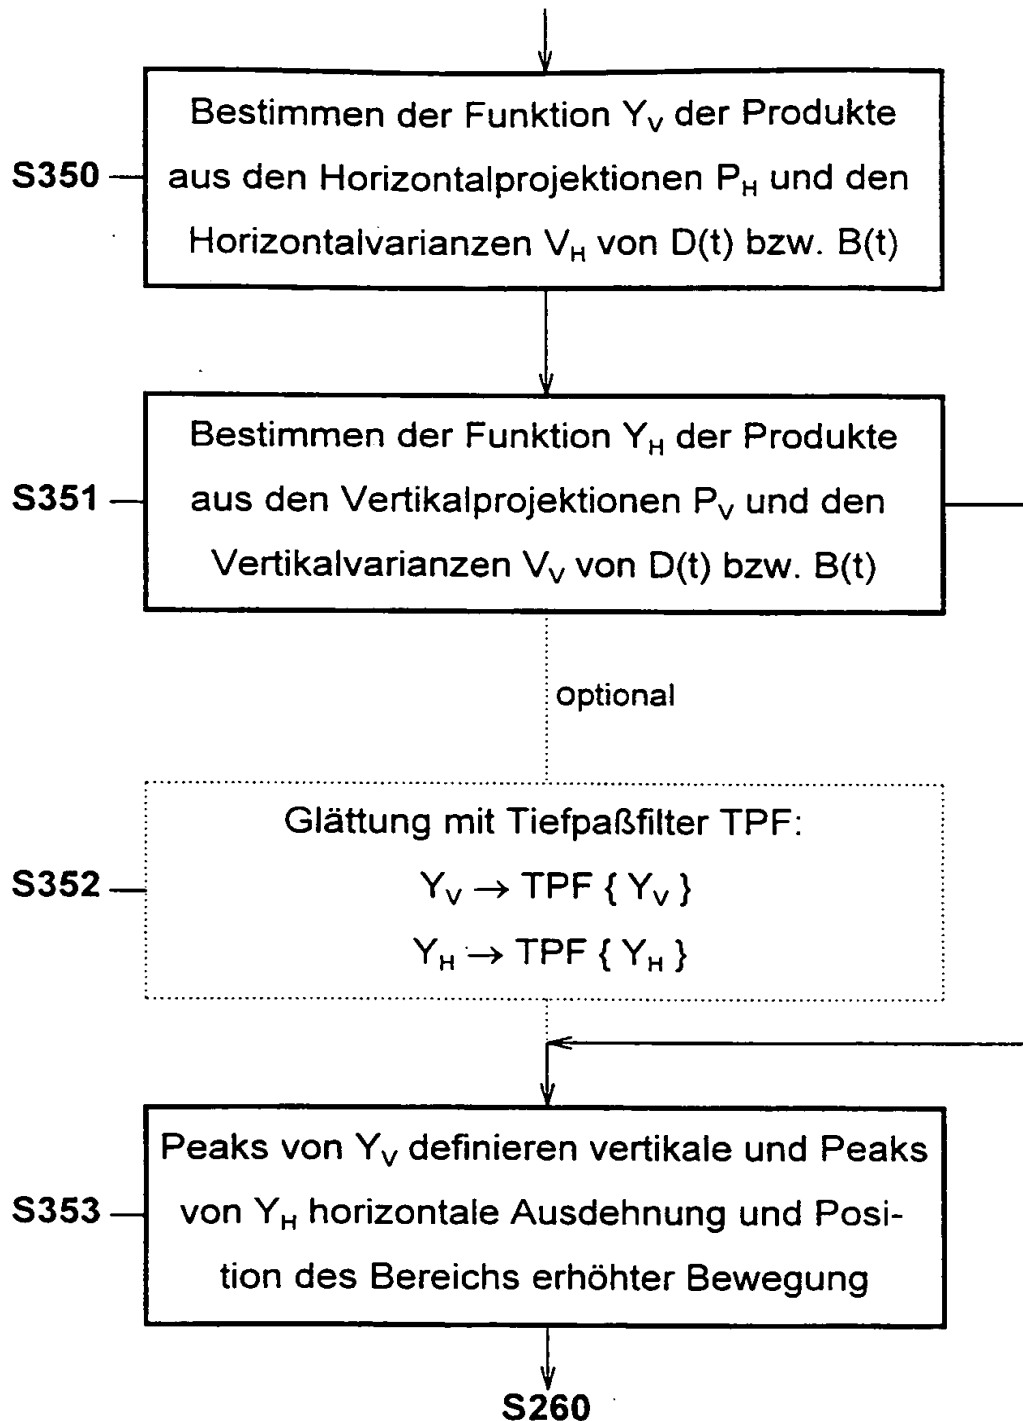 Bestimmen der Funktion Y_V der Produkte
S350
aus den Horizontalprojektionen P_H und den
Horizontalvarianzen V_H von D(t) bzw. B(t)
Bestimmen der Funktion Y_H der Produkte
S351
aus den Vertikalprojektionen P_V und den
Vertikalvarianzen V_V von D(t) bzw. B(t)
optional
Glättung mit Tiefpaßfilter TPF:
S352
Y_V → TPF { Y_V }
Y_H → TPF { Y_H }
Peaks von Y_V definieren vertikale und Peaks
S353
von Y_H horizontale Ausdehnung und Posi-
tion des Bereichs erhöhter Bewegung
S260